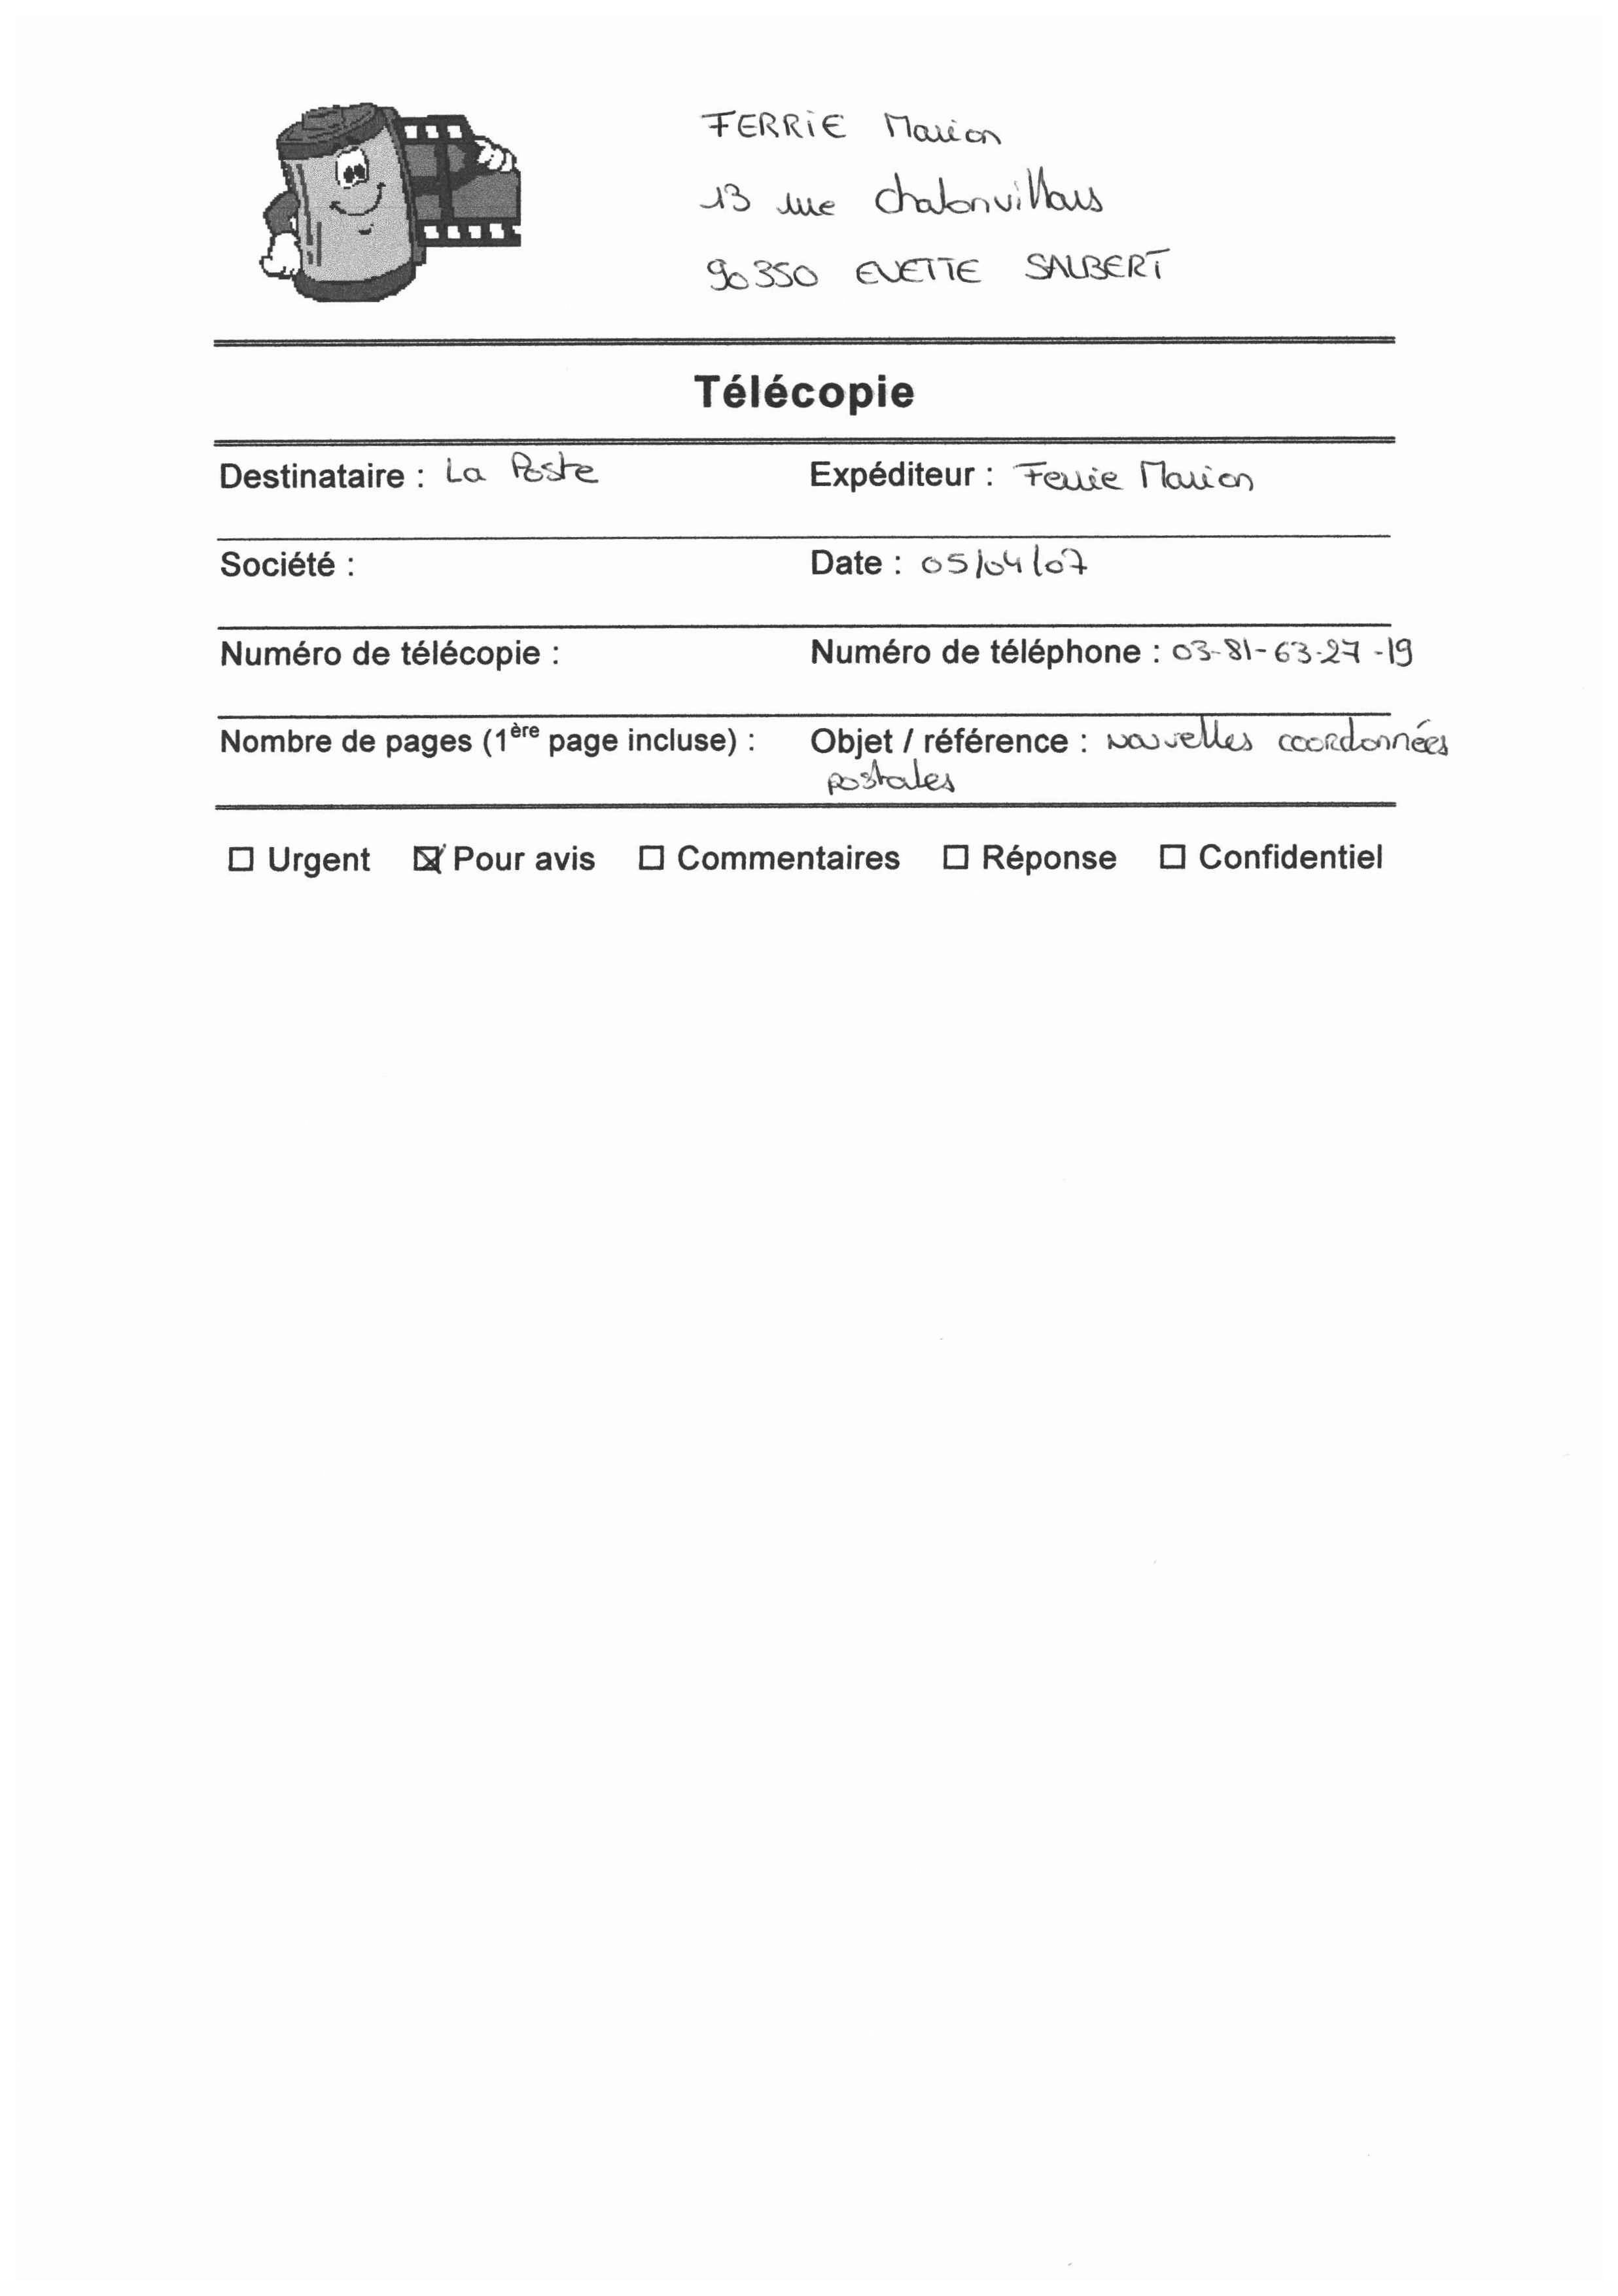 FERRiE Marion
13 rue chalonvillars
90350 EVETTE SALBERT
Télécopie
Destinataire : La Poste Expéditeur : Ferrie Marion
Société : Date : 05/04/07
Numéro de télécopie : Numéro de téléphone : 03-81-63-27-19
Nombre de pages (1ère page incluse) : Objet / référence : nouvelles coordonnées
postales
☐ Urgent ☒ Pour avis ☐ Commentaires ☐ Réponse ☐ Confidentiel